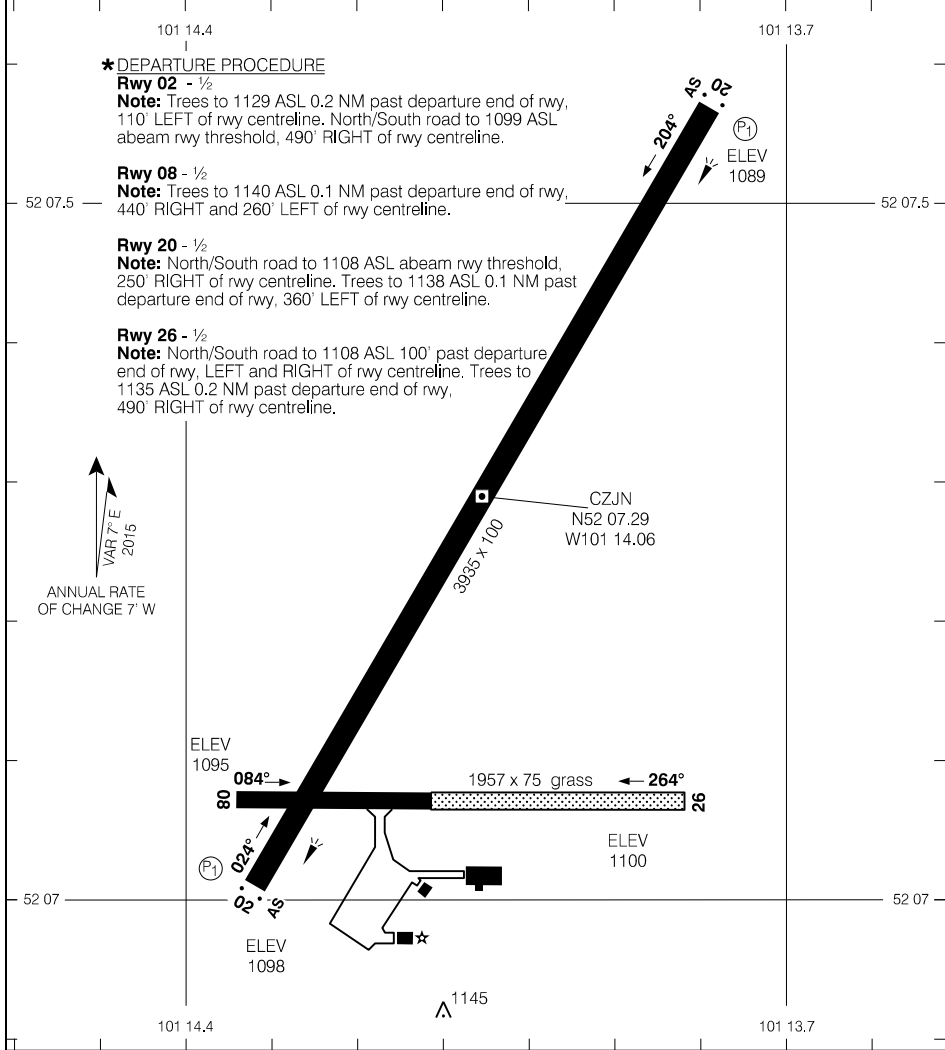 101 14.4
101 13.7
* DEPARTURE PROCEDURE
Rwy 02 - ½
Note: Trees to 1129 ASL 0.2 NM past departure end of rwy,
110' LEFT of rwy centreline. North/South road to 1099 ASL
abeam rwy threshold, 490' RIGHT of rwy centreline.
Rwy 08 - ½
Note: Trees to 1140 ASL 0.1 NM past departure end of rwy,
440' RIGHT and 260' LEFT of rwy centreline.
Rwy 20 - ½
Note: North/South road to 1108 ASL abeam rwy threshold,
250' RIGHT of rwy centreline. Trees to 1138 ASL 0.1 NM past
departure end of rwy, 360' LEFT of rwy centreline.
Rwy 26 - ½
Note: North/South road to 1108 ASL 100' past departure
end of rwy, LEFT and RIGHT of rwy centreline. Trees to
1135 ASL 0.2 NM past departure end of rwy,
490' RIGHT of rwy centreline.
AS
20
204°
P1
ELEV
1089
52 07.5
52 07.5
VAR 7° E
2015
ANNUAL RATE
OF CHANGE 7' W
CZJN
N52 07.29
W101 14.06
3935 x 100
ELEV
1095
084°
08
1957 x 75 grass
264°
26
ELEV
1100
024°
P1
02
AS
ELEV
1098
52 07
52 07
1145
101 14.4
101 13.7